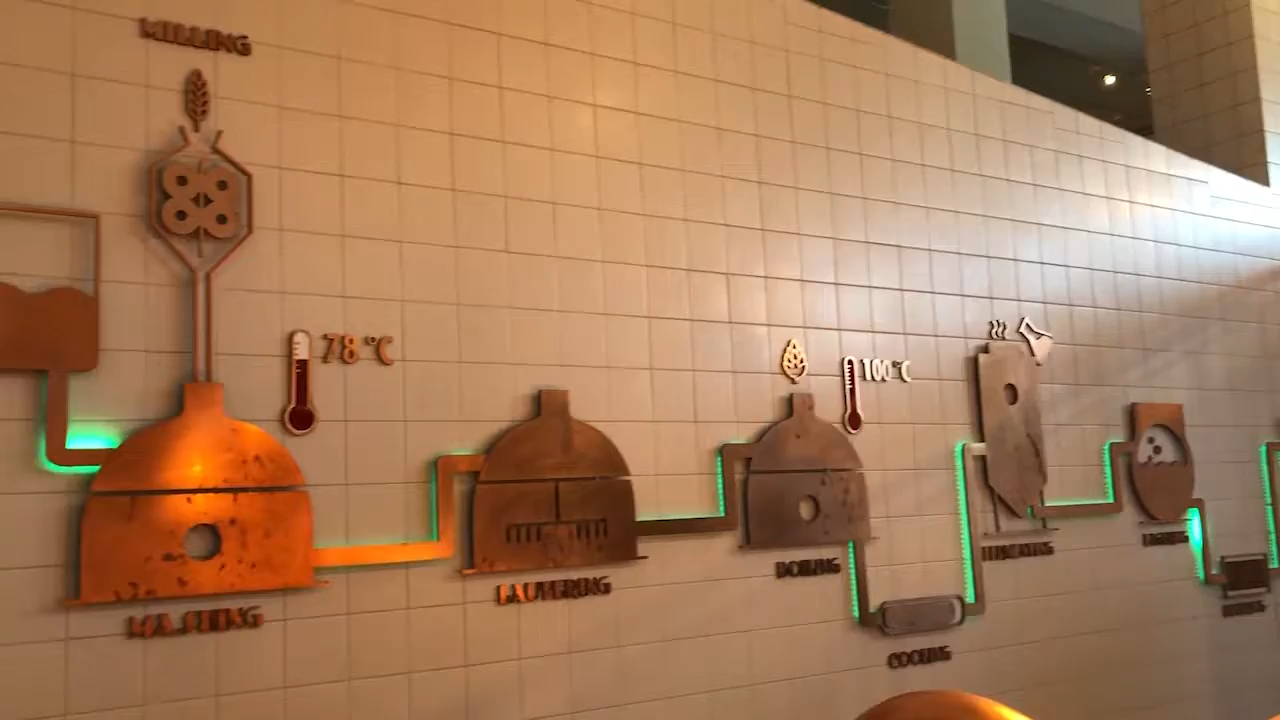 MILLING
78 °C
100 °C
MASHING
LAUTERING
BOILING
COOLING